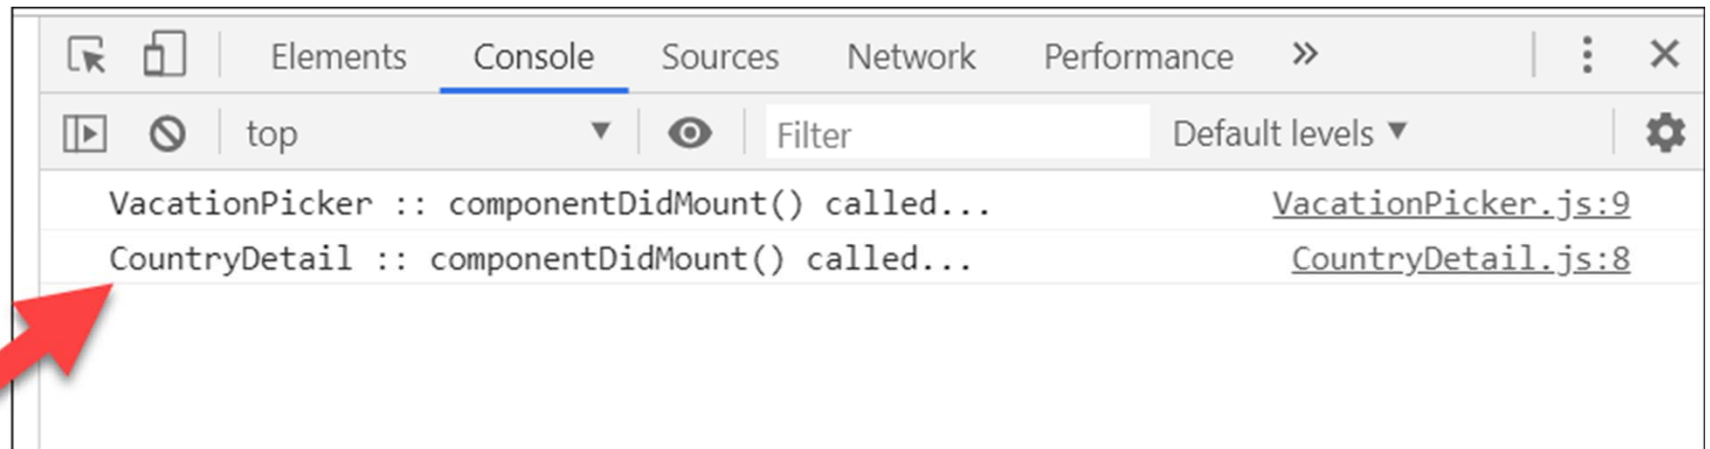 Elements Console Sources Network Performance »
top Filter Default levels
VacationPicker :: componentDidMount() called... VacationPicker.js:9
CountryDetail :: componentDidMount() called... CountryDetail.js:8